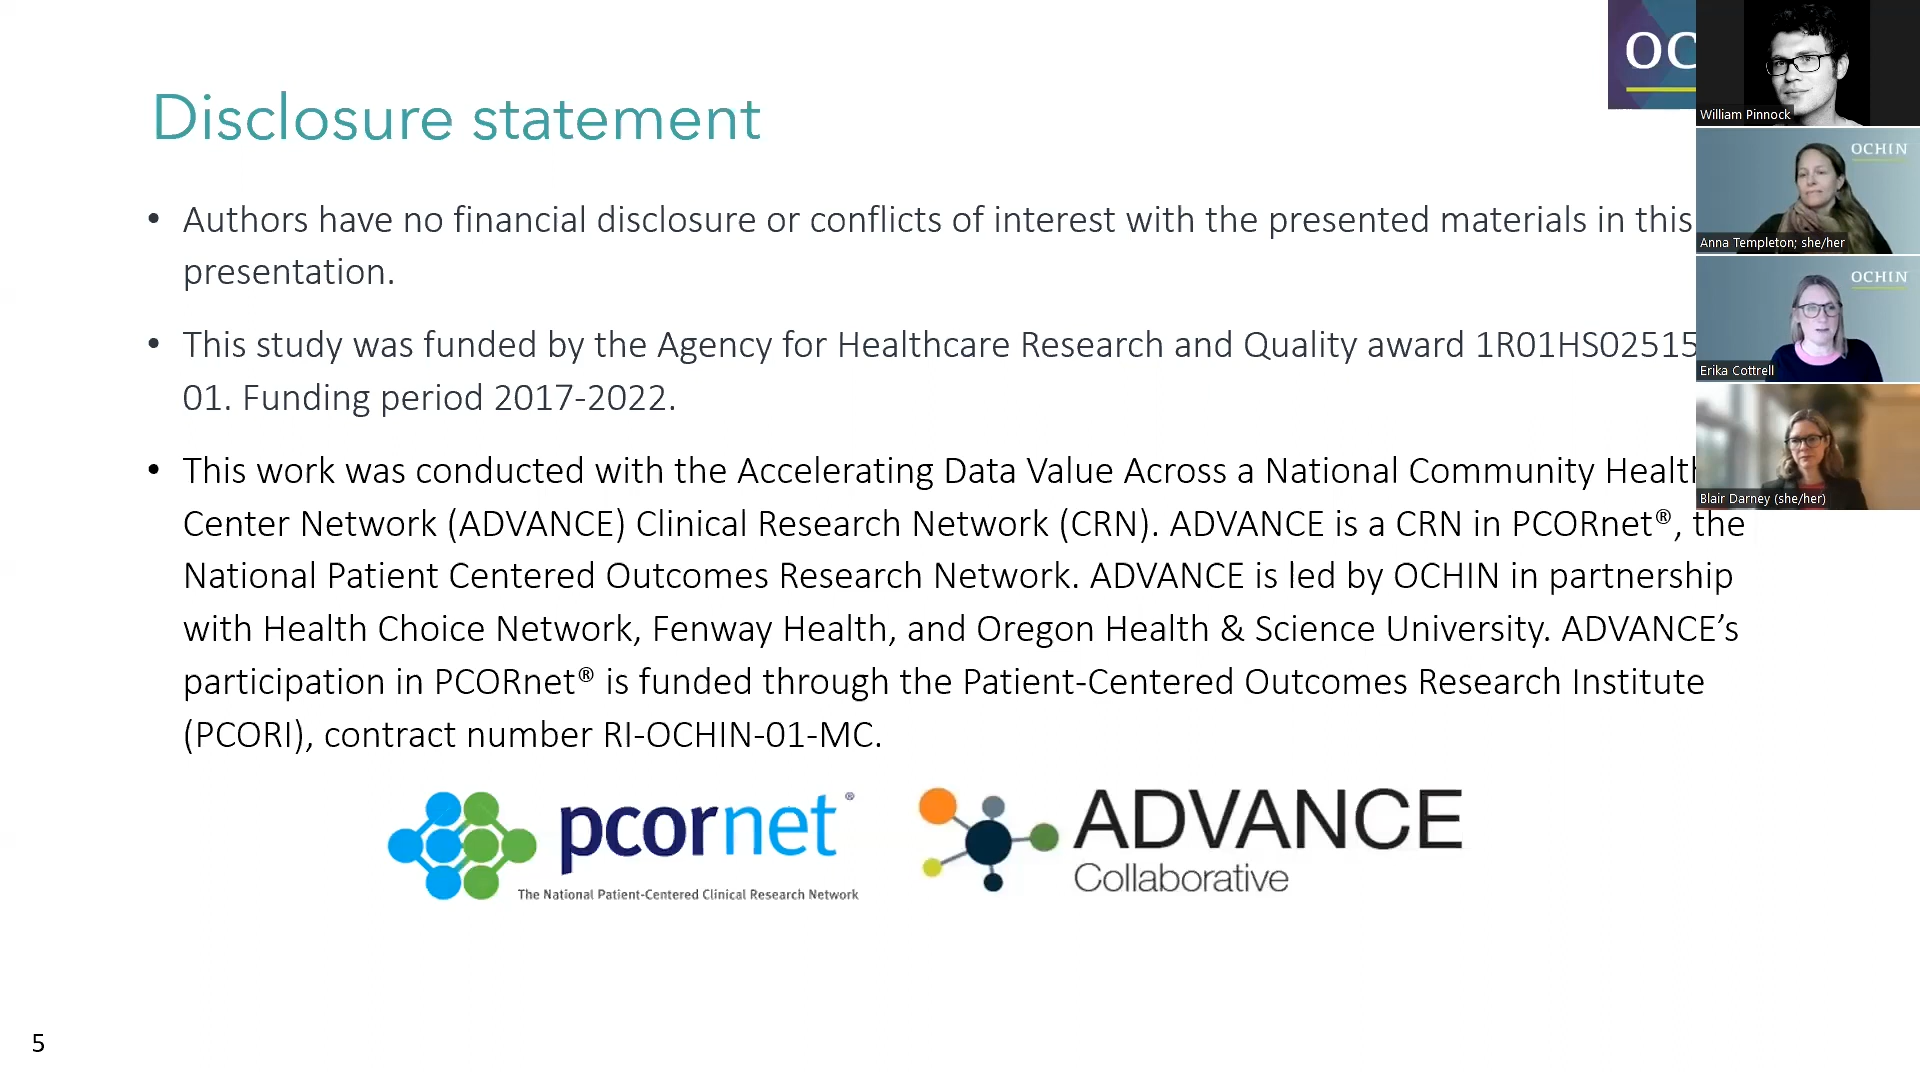 Disclosure statement
• Authors have no financial disclosure or conflicts of interest with the presented materials in this
presentation.
• This study was funded by the Agency for Healthcare Research and Quality award 1R01HS02515
01. Funding period 2017-2022.
• This work was conducted with the Accelerating Data Value Across a National Community Health
Center Network (ADVANCE) Clinical Research Network (CRN). ADVANCE is a CRN in PCORnet®, the
National Patient Centered Outcomes Research Network. ADVANCE is led by OCHIN in partnership
with Health Choice Network, Fenway Health, and Oregon Health & Science University. ADVANCE’s
participation in PCORnet® is funded through the Patient-Centered Outcomes Research Institute
(PCORI), contract number RI-OCHIN-01-MC.
pcornet®
The National Patient-Centered Clinical Research Network
ADVANCE
Collaborative
5
OC
William Pinnock
OCHIN
Anna Templeton; she/her
OCHIN
Erika Cottrell
Blair Darney (she/her)